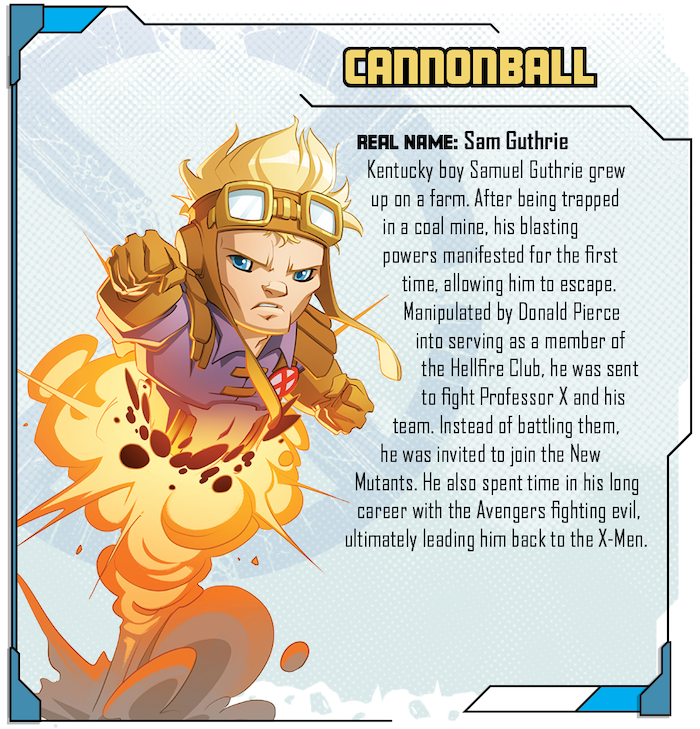 CANNONBALL
REAL NAME: Sam Guthrie
Kentucky boy Samuel Guthrie grew
up on a farm. After being trapped
in a coal mine, his blasting
powers manifested for the first
time, allowing him to escape.
Manipulated by Donald Pierce
into serving as a member of
the Hellfire Club, he was sent
to fight Professor X and his
team. Instead of battling them,
he was invited to join the New
Mutants. He also spent time in his long
career with the Avengers fighting evil,
ultimately leading him back to the X-Men.